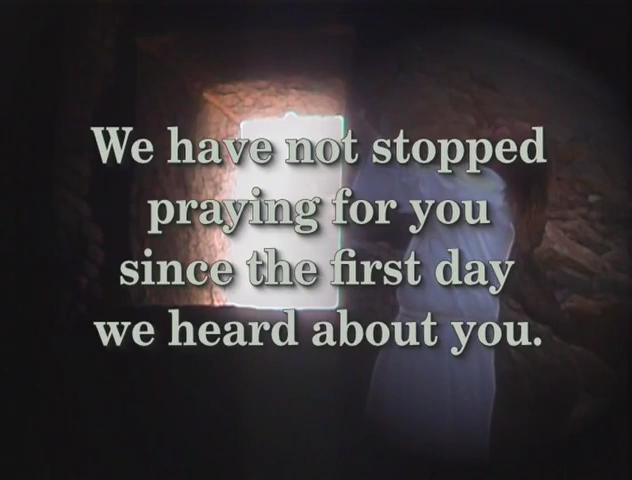 We have not stopped
praying for you
since the first day
we heard about you.